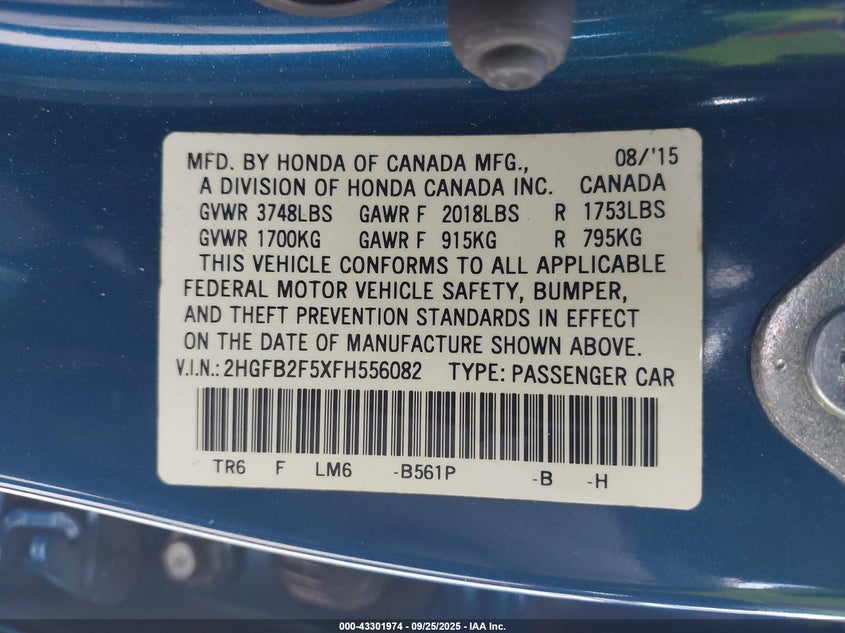 MFD. BY HONDA OF CANADA MFG., 08/'15
A DIVISION OF HONDA CANADA INC. CANADA
GVWR 3748LBS GAWR F 2018LBS R 1753LBS
GVWR 1700KG GAWR F 915KG R 795KG
THIS VEHICLE CONFORMS TO ALL APPLICABLE
FEDERAL MOTOR VEHICLE SAFETY, BUMPER,
AND THEFT PREVENTION STANDARDS IN EFFECT
ON THE DATE OF MANUFACTURE SHOWN ABOVE.
V.I.N.: 2HGFB2F5XFH556082 TYPE: PASSENGER CAR
TR6 F LM6 -B561P -B -H
000-43301974 - 09/25/2025 - IAA Inc.